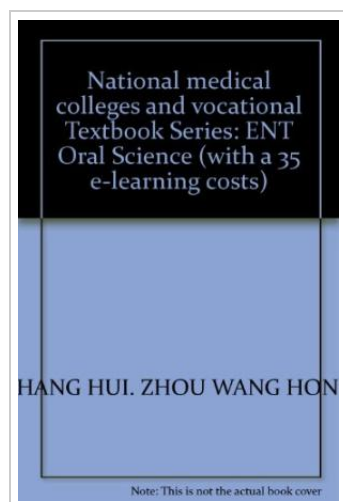 National medical
colleges and vocational
Textbook Series: ENT
Oral Science (with a 35
e-learning costs)
HANG HUI. ZHOU WANG HON
Note: This is not the actual book cover